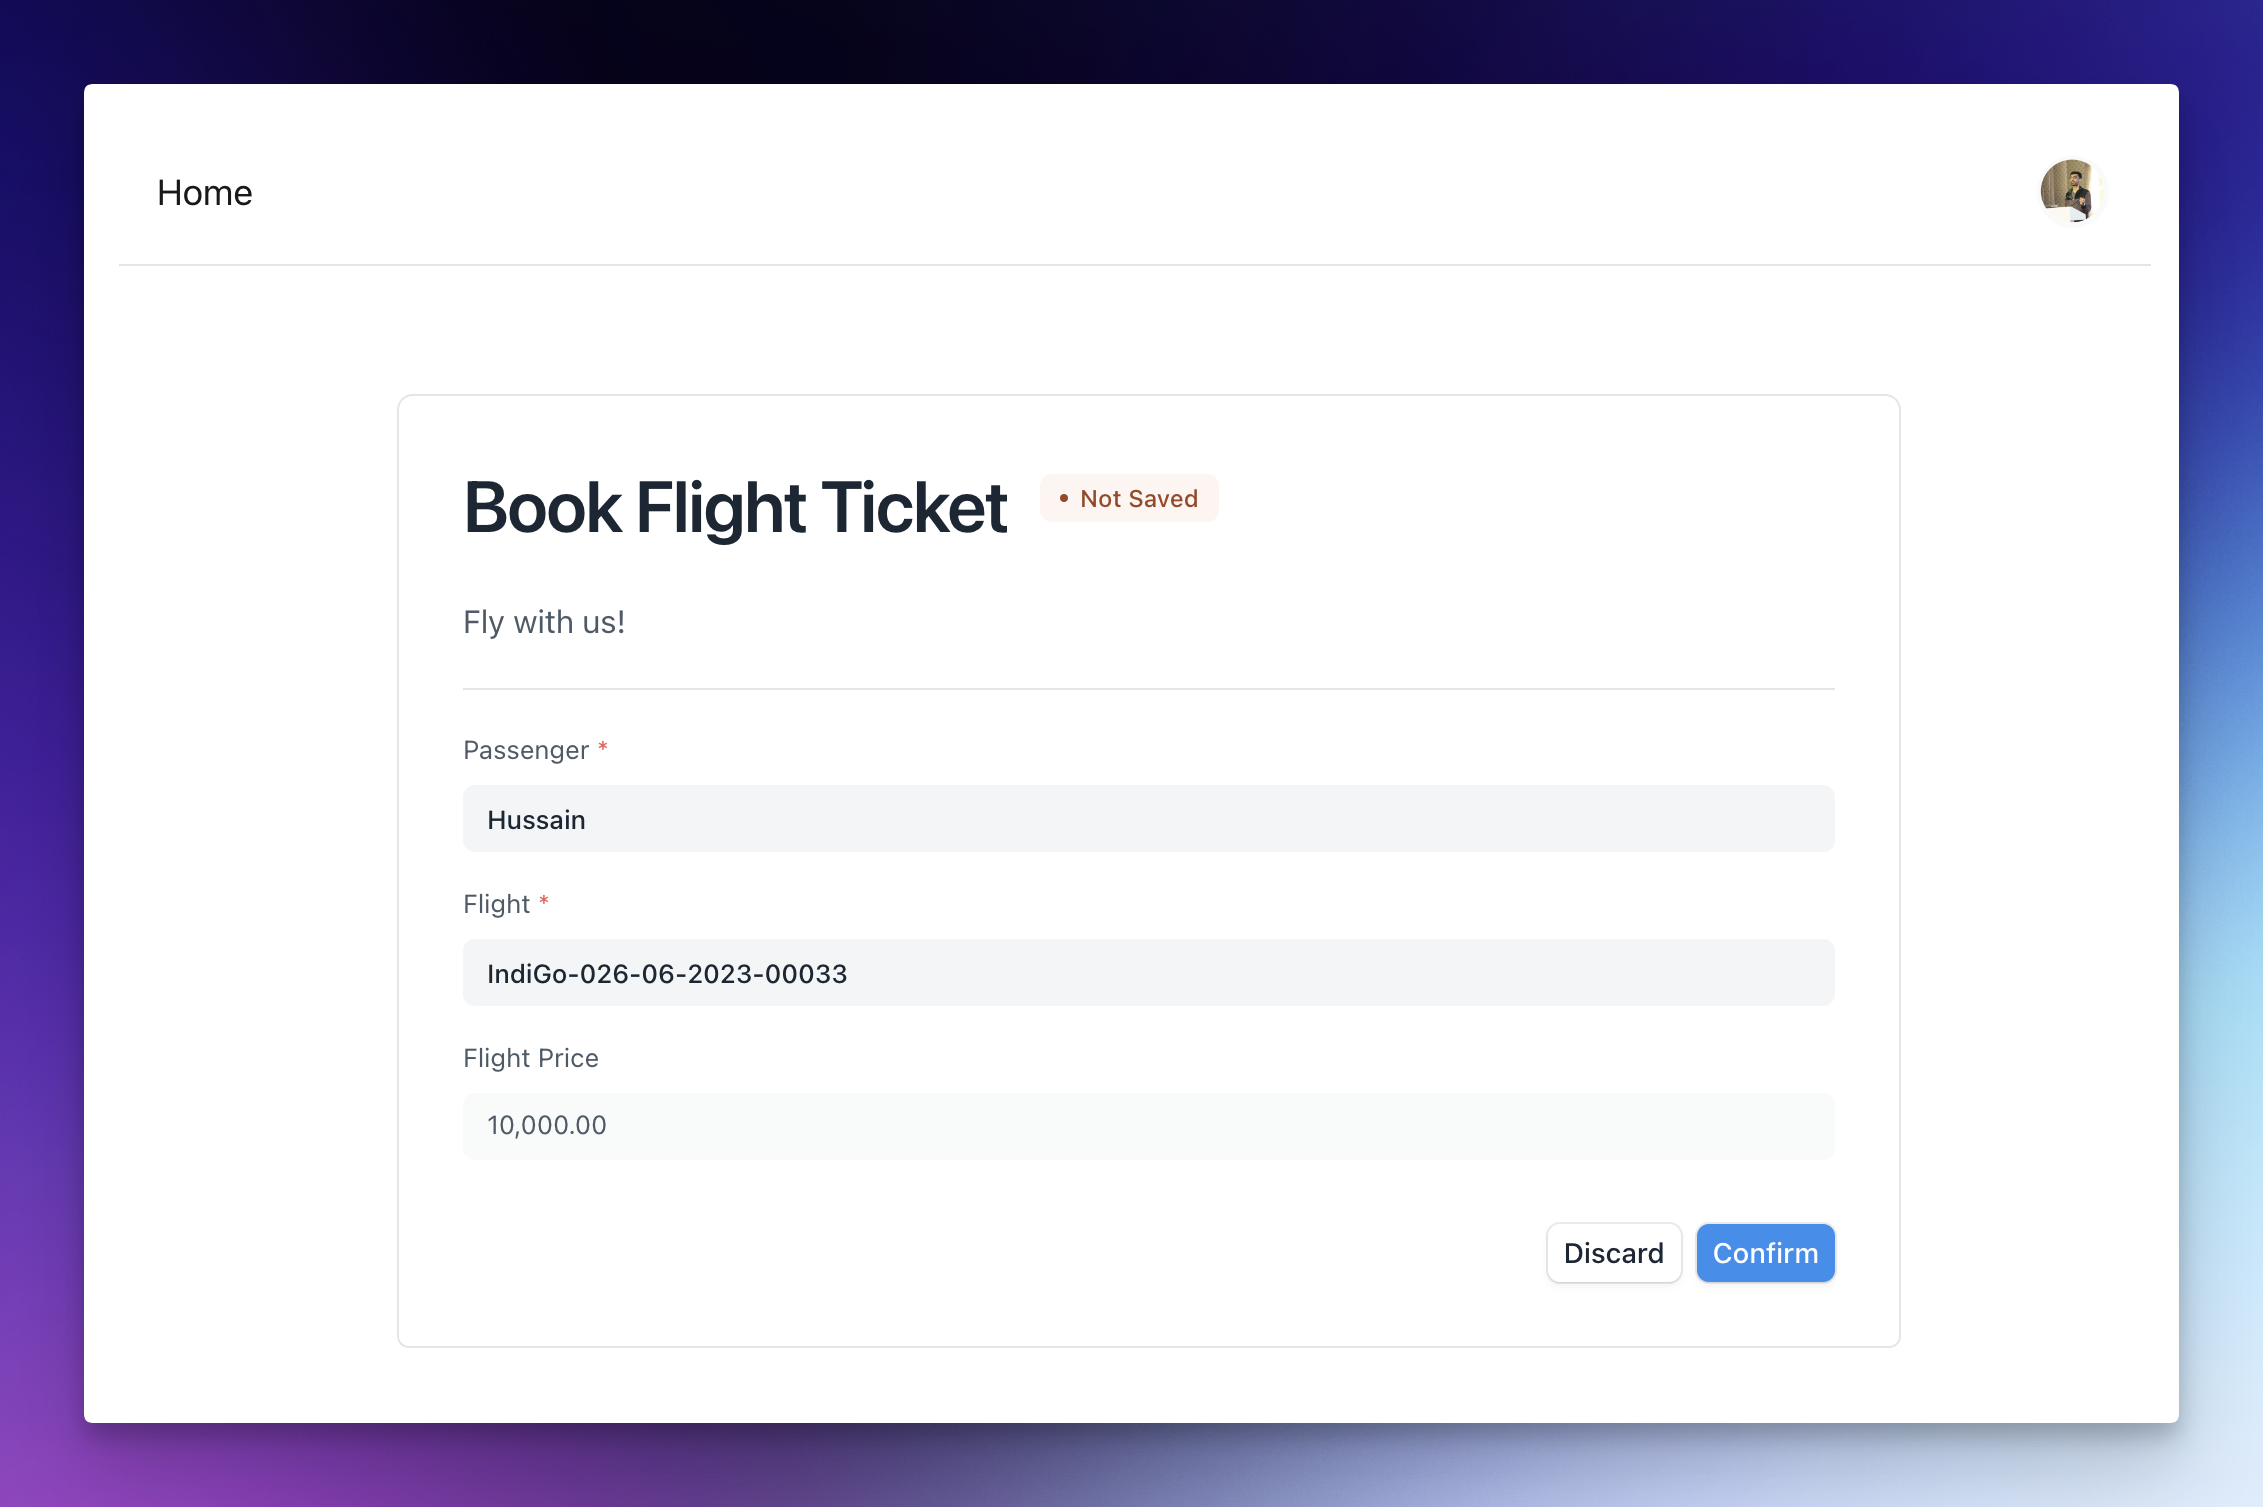 Home
Book Flight Ticket
• Not Saved
Fly with us!
Passenger *
Hussain
Flight *
IndiGo-026-06-2023-00033
Flight Price
10,000.00
Discard
Confirm